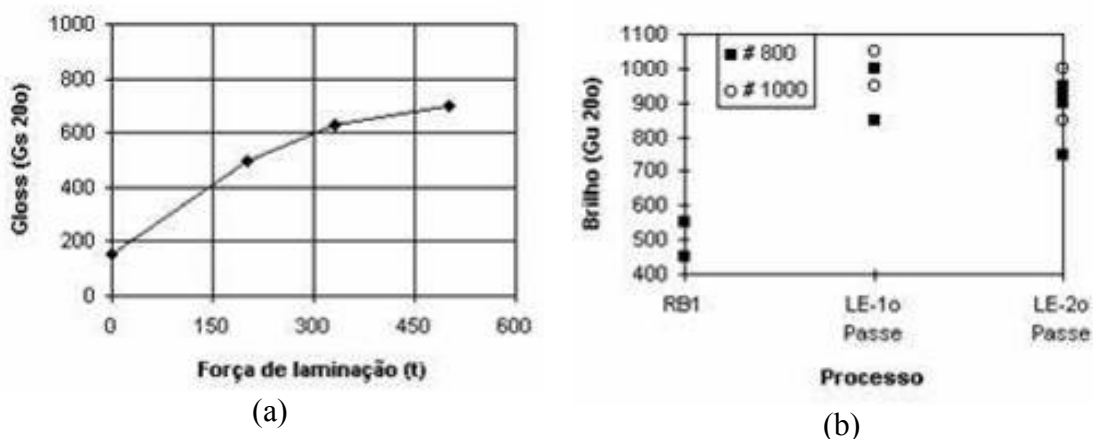 1000
800
600
400
200
0
Gloss (Gs 20o)
0 150 300 450 600
Força de laminação (t)
(a)
1100
1000
900
800
700
600
500
400
Brilho (Gu 20o)
# 800
# 1000
RB1 LE-1o LE-2o
Passe Passe
Processo
(b)